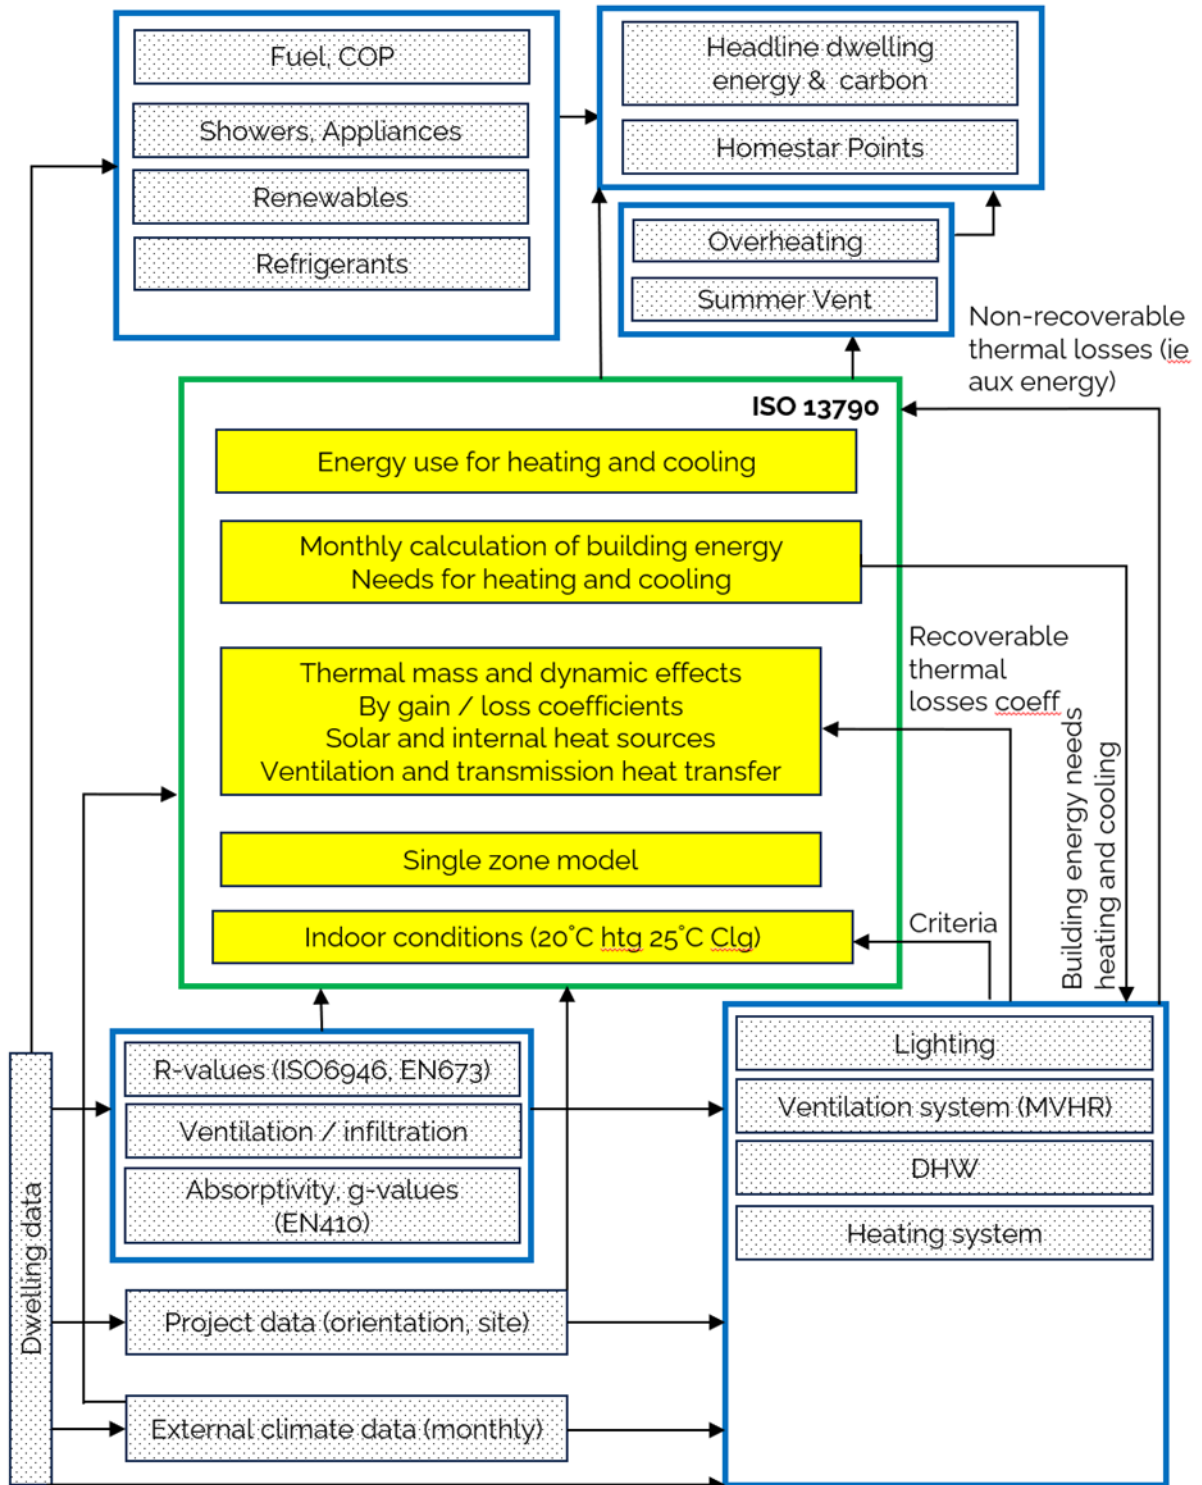 Fuel, COP
Showers, Appliances
Renewables
Refrigerants
Headline dwelling
energy & carbon
Homestar Points
Overheating
Summer Vent
Non-recoverable
thermal losses (ie
aux energy)
ISO 13790
Energy use for heating and cooling
Monthly calculation of building energy
Needs for heating and cooling
Thermal mass and dynamic effects
By gain / loss coefficients
Solar and internal heat sources
Ventilation and transmission heat transfer
Recoverable
thermal
losses coeff
Building energy needs
heating and cooling
Single zone model
Indoor conditions (20°C htg 25°C Clg)
Criteria
Dwelling data
R-values (ISO6946, EN673)
Ventilation / infiltration
Absorptivity, g-values
(EN410)
Project data (orientation, site)
External climate data (monthly)
Lighting
Ventilation system (MVHR)
DHW
Heating system